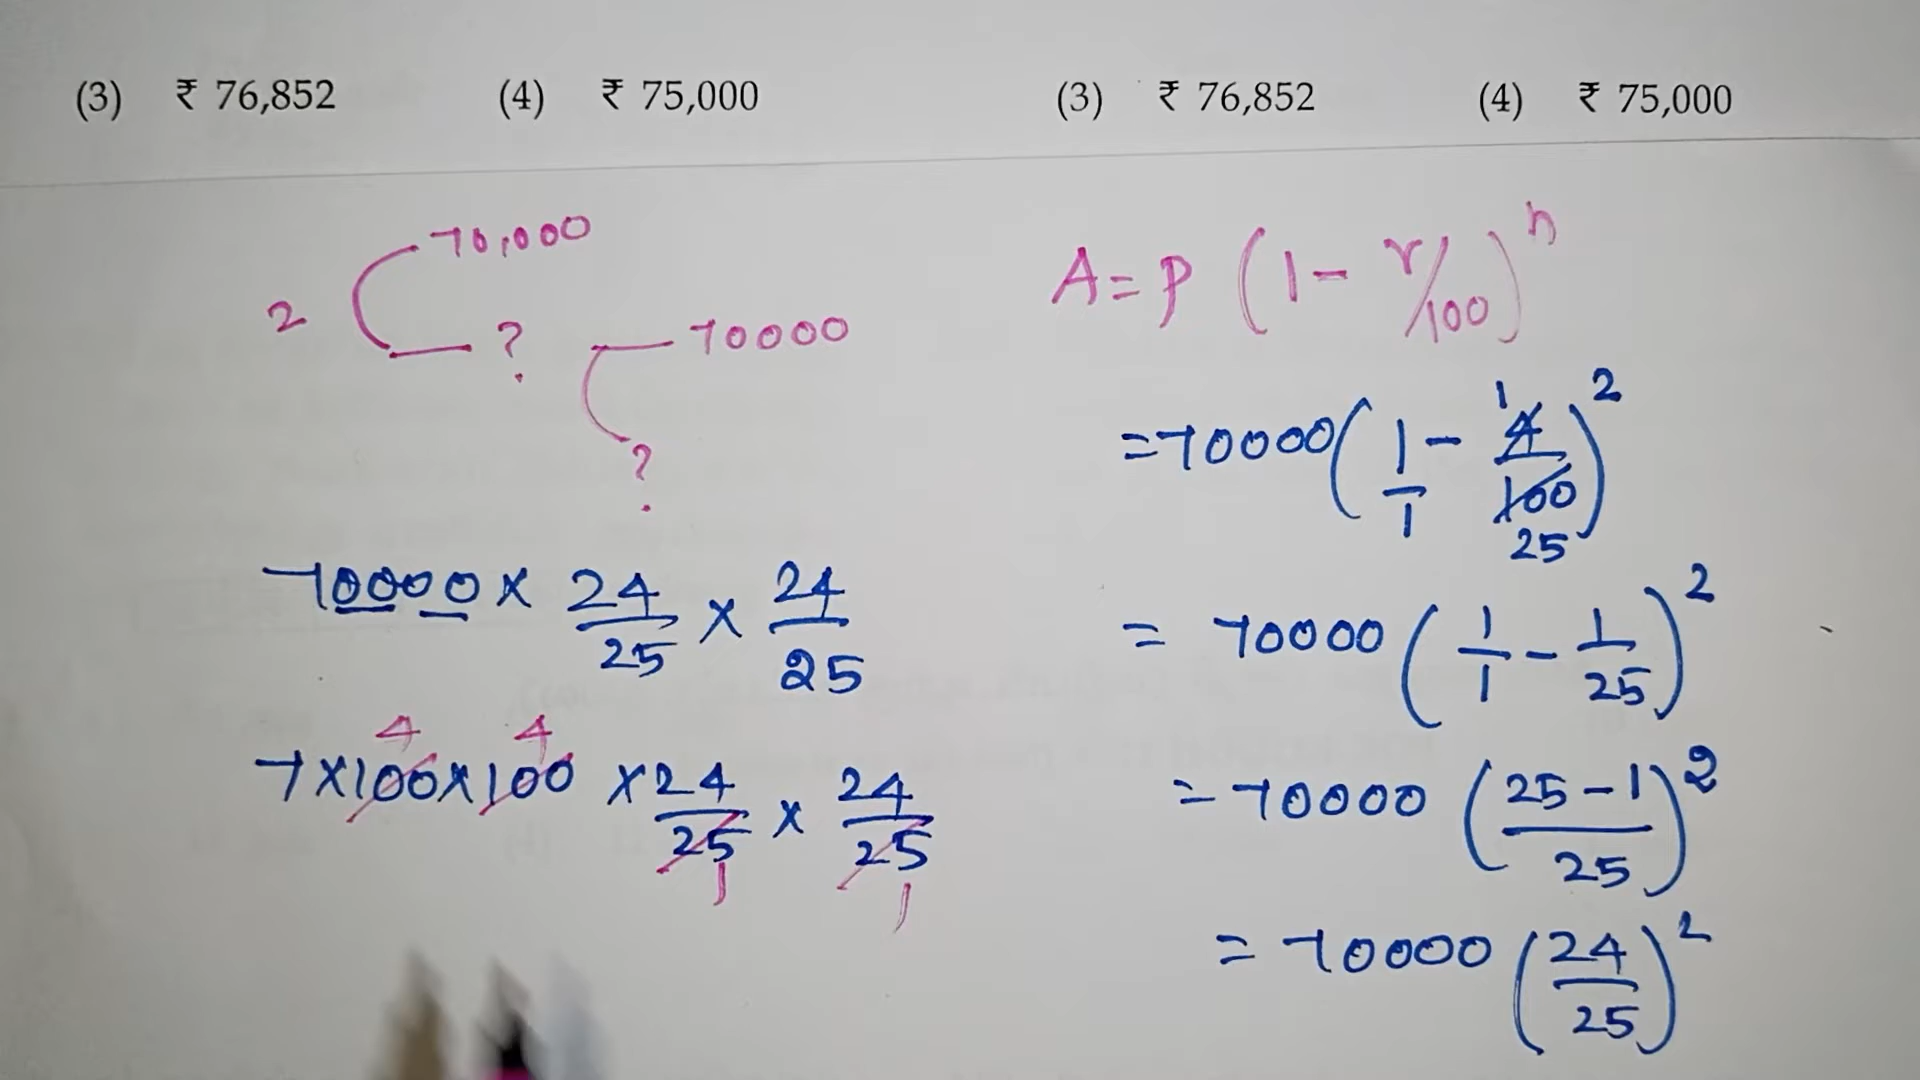 (3) ₹ 76,852 (4) ₹ 75,000 (3) ₹ 76,852 (4) ₹ 75,000
70,000
2
?
70000
?
70000 × 24/25 × 24/25
4 4
7×100×100 × 24/25 × 24/25
1 1
A = P (1 - r/100)^n
= 70000 (1/1 - 4/100)^2
1
25
= 70000 (1/1 - 1/25)^2
= 70000 (25-1/25)^2
= 70000 (24/25)^2